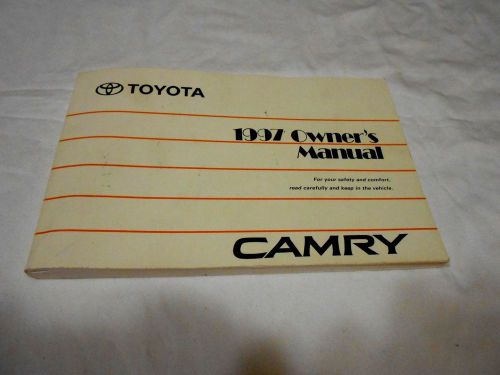 TOYOTA
1997 Owner's
Manual
For your safety and comfort,
read carefully and keep in the vehicle.
CAMRY